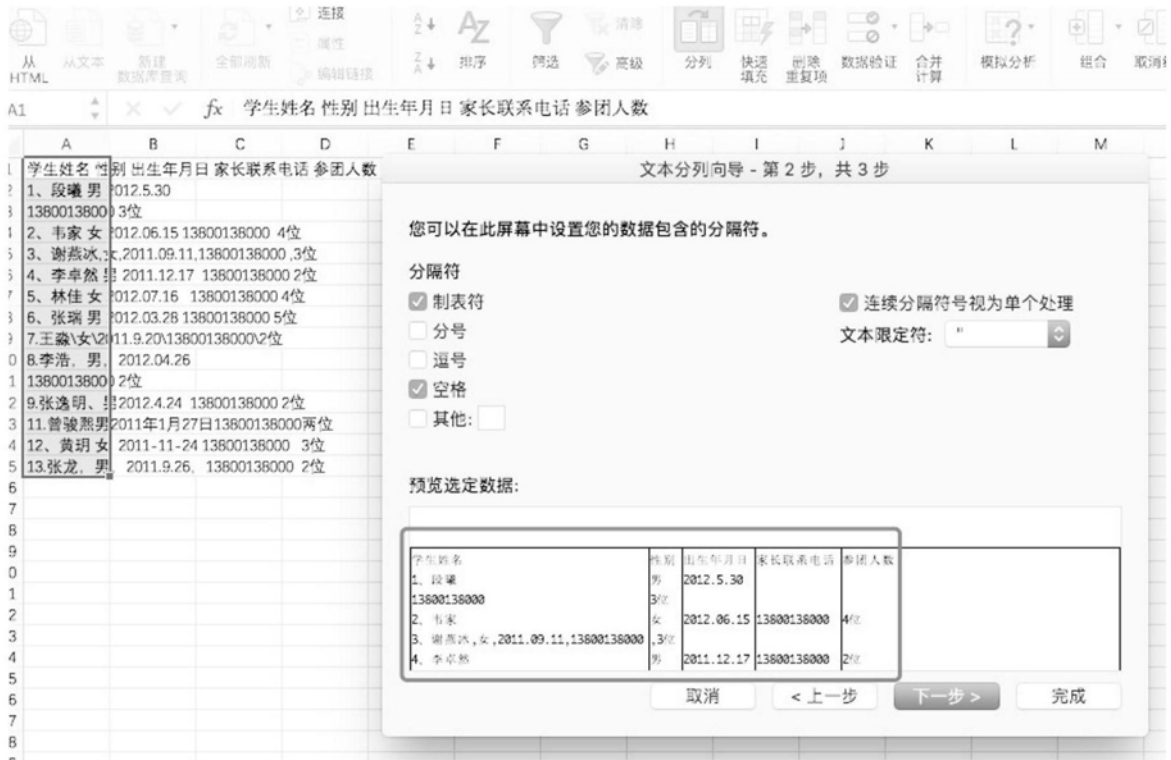 连接
清除
属性
从 HTML
从文本
新建 数据库查询
全部刷新
编辑链接
排序
筛选
高级
分列
快速 填充
删除 重复项
数据验证
合并 计算
模拟分析
组合
A1 fx 学生姓名 性别 出生年月日 家长联系电话 参团人数
A B C D E F G H I J K L M
学生姓名 性别 出生年月日 家长联系电话 参团人数
1、段曦 男 2012.5.30
13800138000 3位
2、韦家 女 2012.06.15 13800138000 4位
3、谢燕冰,女,2011.09.11,13800138000 ,3位
4、李卓然 男 2011.12.17 13800138000 2位
5、林佳 女 2012.07.16 13800138000 4位
6、张瑞 男 2012.03.28 13800138000 5位
7.王淼\女\2011.9.20\13800138000\2位
8.李浩，男， 2012.04.26
13800138000 2位
9.张逸明、男2012.4.24 13800138000 2位
11.曾骏熙男2011年1月27日13800138000两位
12、黄玥 女 2011-11-24 13800138000 3位
13.张龙，男， 2011.9.26， 13800138000 2位
文本分列向导 - 第 2 步，共 3 步
您可以在此屏幕中设置您的数据包含的分隔符。
分隔符
制表符
连续分隔符号视为单个处理
分号
文本限定符: "
逗号
空格
其他:
预览选定数据:
学生姓名 性别 出生年月日 家长联系电话 参团人数
1、段曦 男 2012.5.30
13800138000 3位
2、韦家 女 2012.06.15 13800138000 4位
3、谢燕冰,女,2011.09.11,13800138000 ,3位
4、李卓然 男 2011.12.17 13800138000 2位
取消
< 上一步
下一步 >
完成